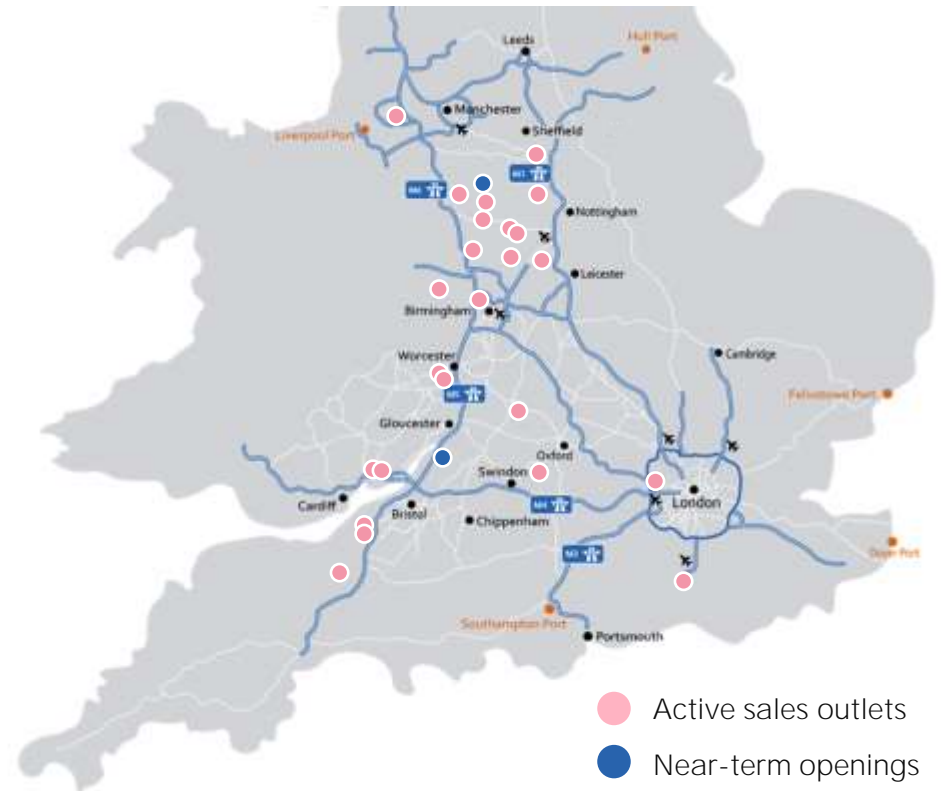 Leeds
Hull Port
Manchester
Liverpool Port
Sheffield
M1
M6
Nottingham
Leicester
Birmingham
Worcester
Cambridge
M5
Felixstowe Port
Gloucester
Oxford
Swindon
Cardiff
Bristol
M4
London
Chippenham
Dover Port
Southampton Port
Portsmouth
Active sales outlets
Near-term openings